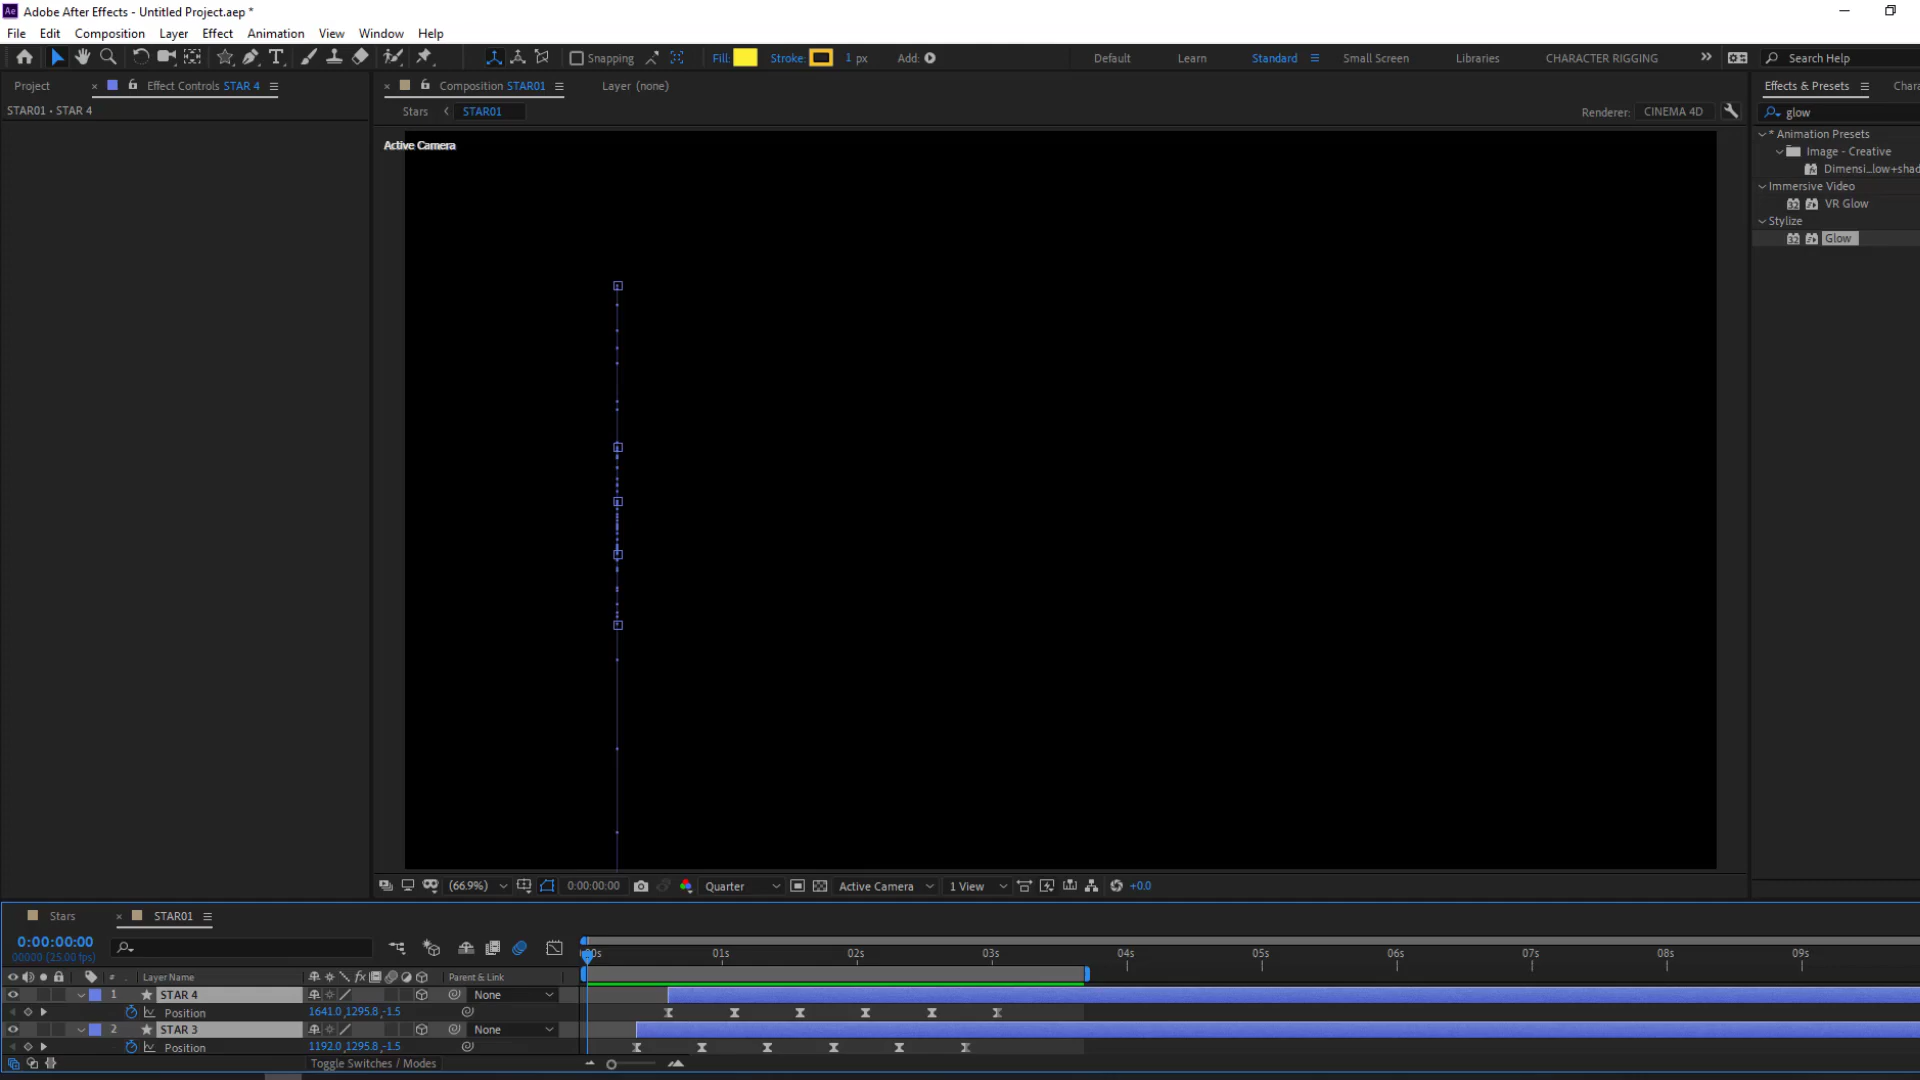 Adobe After Effects - Untitled Project.aep *
File Edit Composition Layer Effect Animation View Window Help
Snapping Fill: Stroke: 1 px Add: Default Learn Standard Small Screen Libraries CHARACTER RIGGING Search Help
Project Effect Controls STAR 4 Composition STAR01 Layer (none) Effects & Presets Chara
STAR01 • STAR 4
Stars STAR01 Renderer: CINEMA 4D
glow
Active Camera
* Animation Presets
Image - Creative
Dimensi...low+shad
Immersive Video
VR Glow
Stylize
Glow
(66.9%) 0:00:00:00 Quarter Active Camera 1 View +0.0
Stars STAR01
0:00:00:00
00000 (25.00 fps)
:00s 01s 02s 03s 04s 05s 06s 07s 08s 09s
# Layer Name fx Parent & Link
1 STAR 4 None
Position 1641.0,1295.8,-1.5
2 STAR 3 None
Position 1192.0,1295.8,-1.5
Toggle Switches / Modes